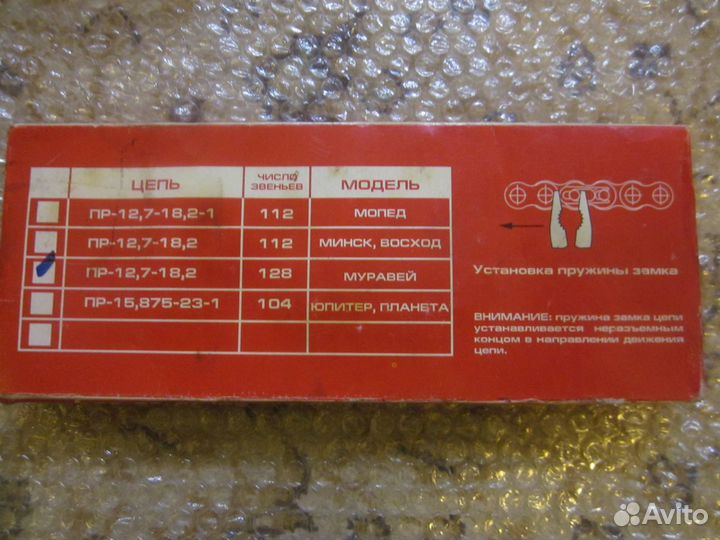 ЦЕПЬ ЧИСЛО ЗВЕНЬЕВ МОДЕЛЬ
ПР-12,7-18,2-1 112 МОПЕД
ПР-12,7-18,2 112 МИНСК, ВОСХОД
ПР-12,7-18,2 128 МУРАВЕЙ
ПР-15,875-23-1 104 ЮПИТЕР, ПЛАНЕТА
Установка пружины замка
ВНИМАНИЕ: пружина замка цепи
устанавливается неразъемным
концом в направлении движения
цепи.
Avito